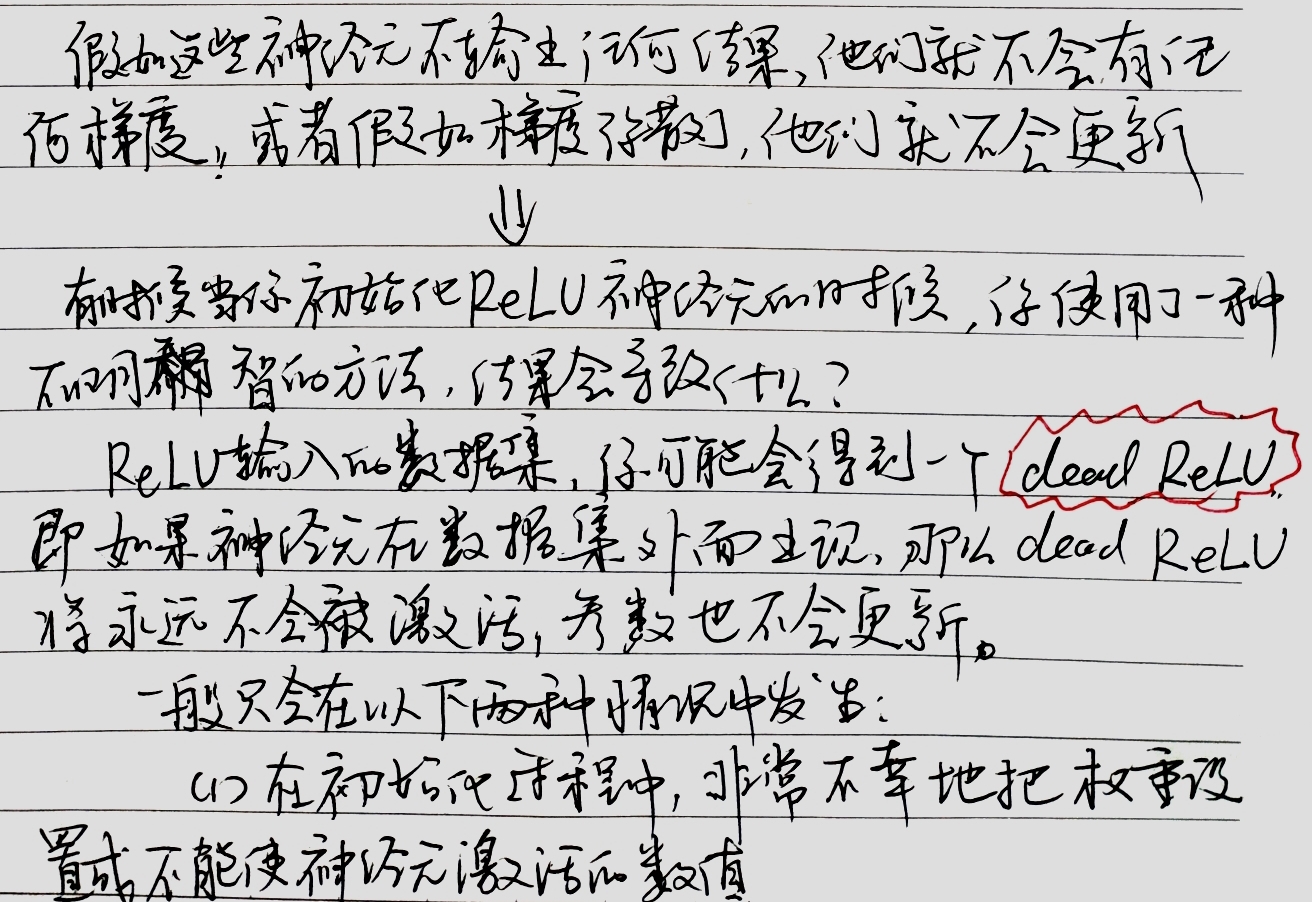 假如这些神经元不输出任何结果,他们就不会有任
何梯度,或者假如梯度弥散了,他们就不会更新
⇓
有时候当你初始化ReLU神经元的时候,你使用了一种
不明智的方法,结果会导致什么?
ReLU输入的数据集,你可能会得到一个dead ReLU,
即如果神经元在数据集外面出现,那么dead ReLU
将永远不会被激活,参数也不会更新。
一般只会在以下两种情况中发生:
(1)在初始化过程中,非常不幸地把权重设
置成不能使神经元激活的数值